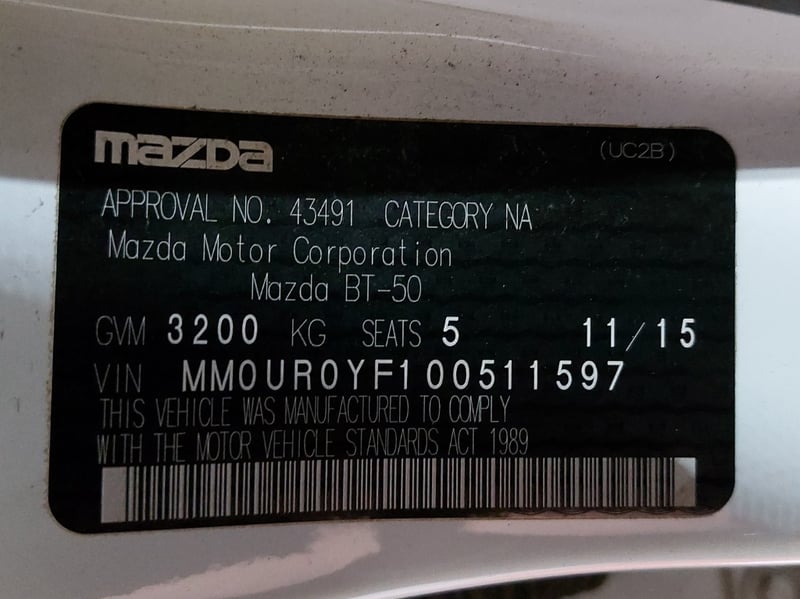 mazda (UC2B)
APPROVAL NO. 43491 CATEGORY NA
Mazda Motor Corporation
Mazda BT-50
GVM 3200 KG SEATS 5 11/15
VIN MM0UR0YF100511597
THIS VEHICLE WAS MANUFACTURED TO COMPLY
WITH THE MOTOR VEHICLE STANDARDS ACT 1989